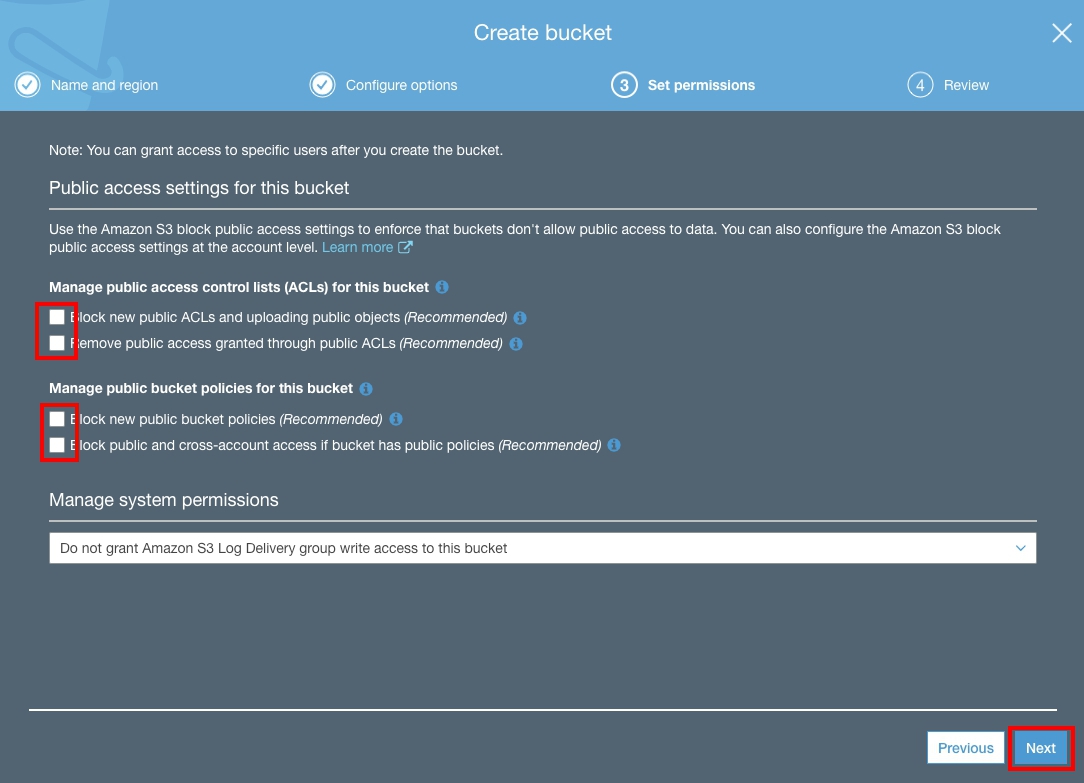 Create bucket
Name and region
Configure options
3 Set permissions
4 Review
Note: You can grant access to specific users after you create the bucket.
Public access settings for this bucket
Use the Amazon S3 block public access settings to enforce that buckets don't allow public access to data. You can also configure the Amazon S3 block
public access settings at the account level. Learn more
Manage public access control lists (ACLs) for this bucket
Block new public ACLs and uploading public objects (Recommended)
Remove public access granted through public ACLs (Recommended)
Manage public bucket policies for this bucket
Block new public bucket policies (Recommended)
Block public and cross-account access if bucket has public policies (Recommended)
Manage system permissions
Do not grant Amazon S3 Log Delivery group write access to this bucket
Previous Next